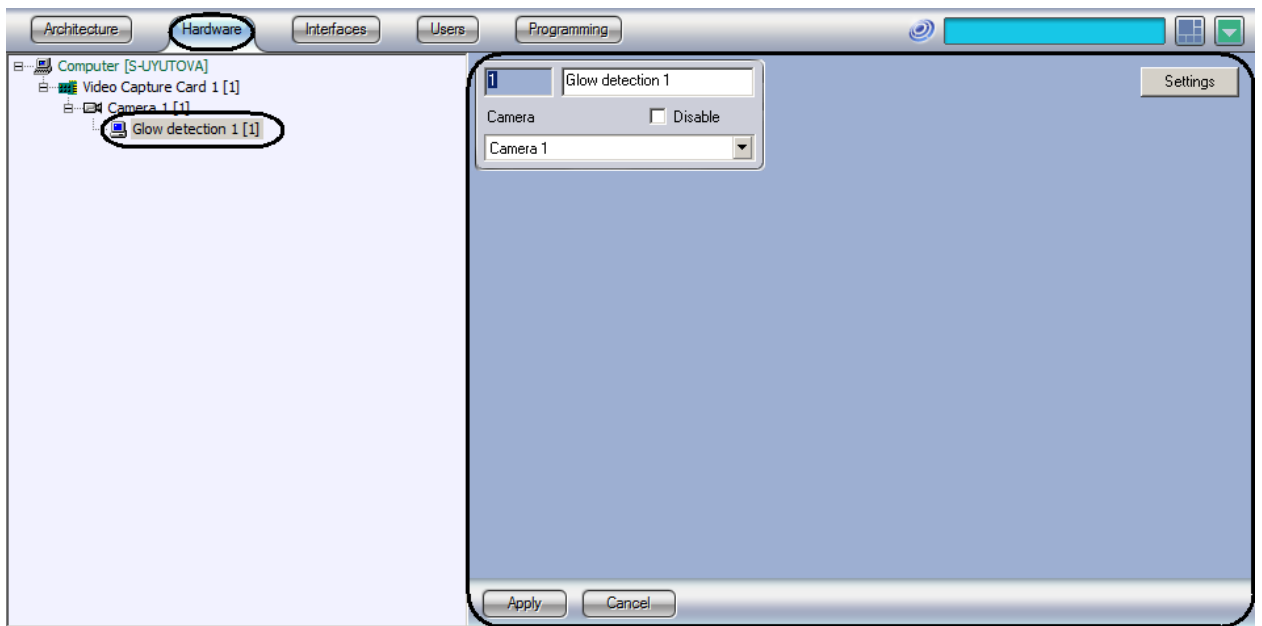 Architecture Hardware Interfaces Users Programming
Computer [S-UYUTOVA]
Video Capture Card 1 [1]
Camera 1 [1]
Glow detection 1 [1]
1 Glow detection 1 Settings
Camera Disable
Camera 1
Apply Cancel